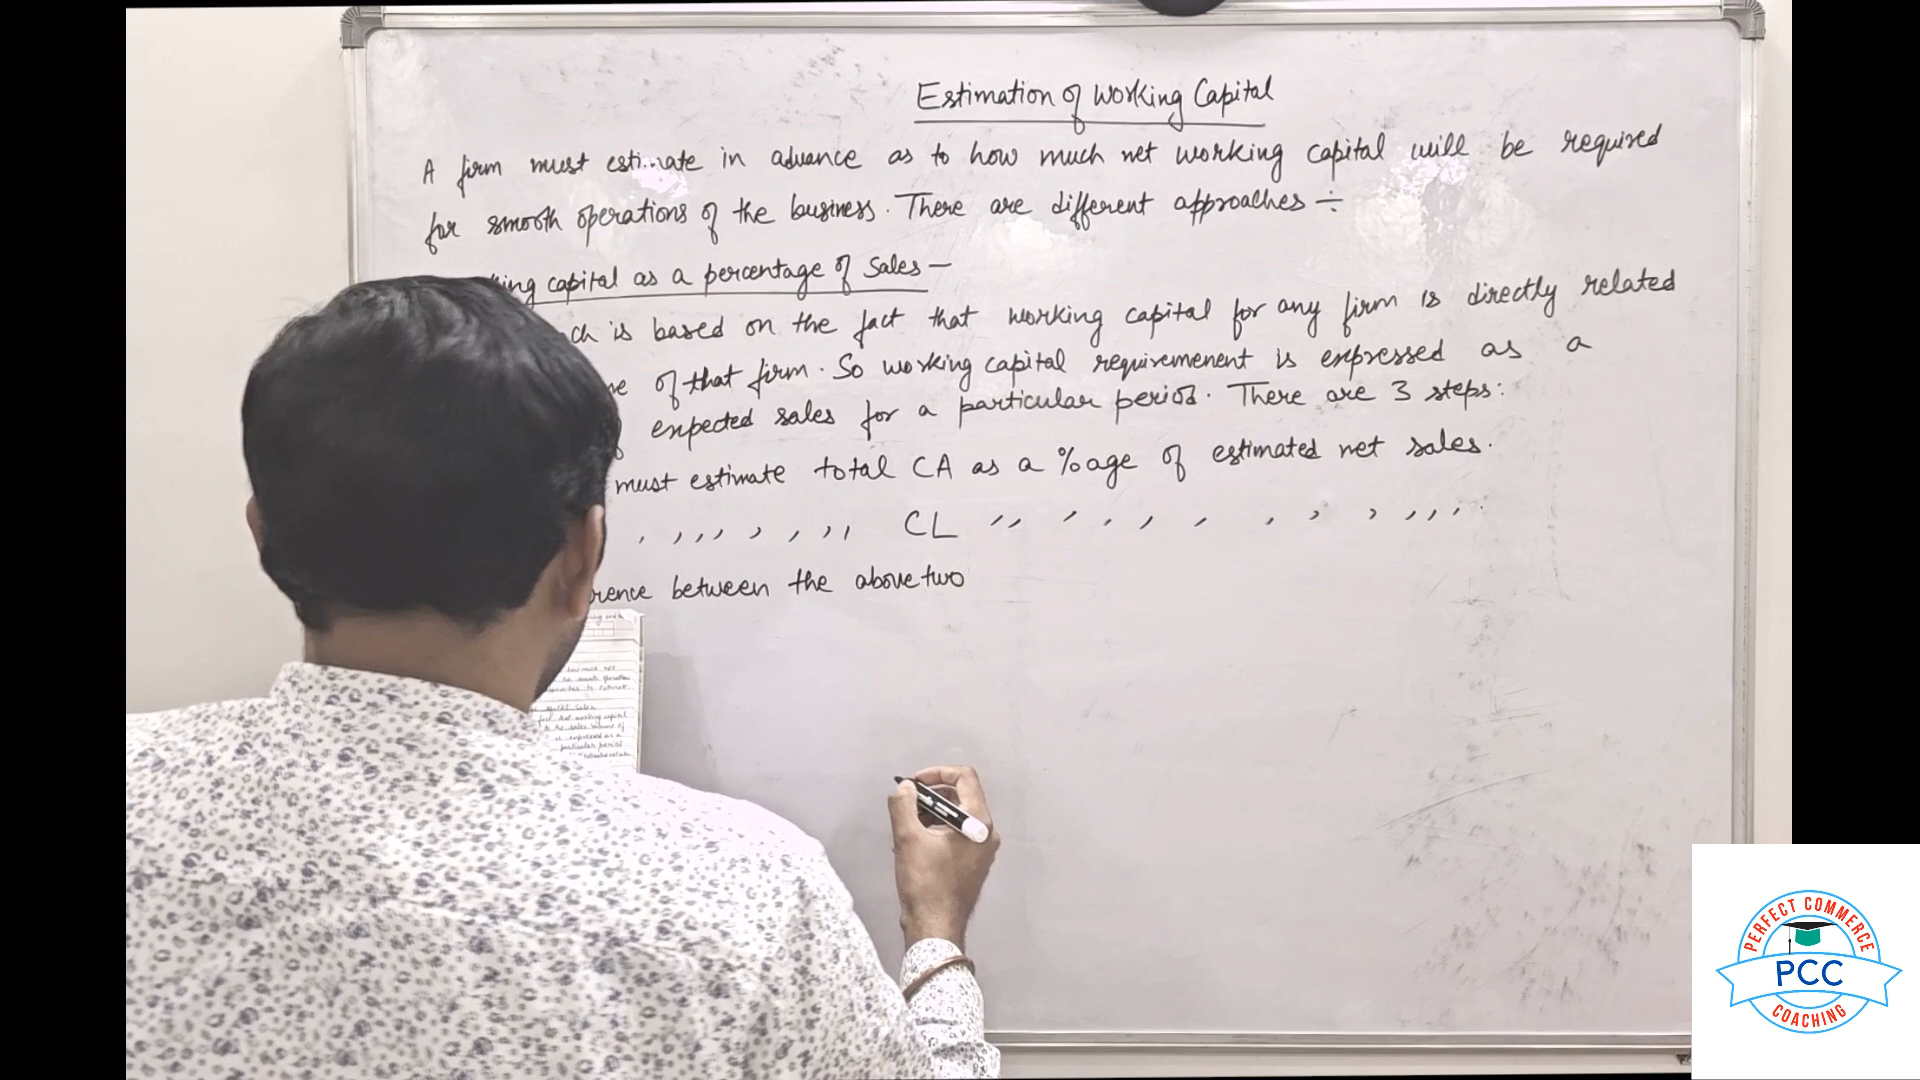 Estimation of Working Capital
A firm must estimate in advance as to how much net working capital will be required
for smooth operations of the business. There are different approaches ÷
king capital as a percentage of Sales —
ch is based on the fact that working capital for any firm is directly related
me of that firm. So working capital requiremenent is expressed as a
expected sales for a particular period. There are 3 steps:
must estimate total CA as a %age of estimated net sales.
, ,,, , , ,, CL ,, , , , , , , , ,,,
rence between the above two
PERFECT COMMERCE
PCC
COACHING